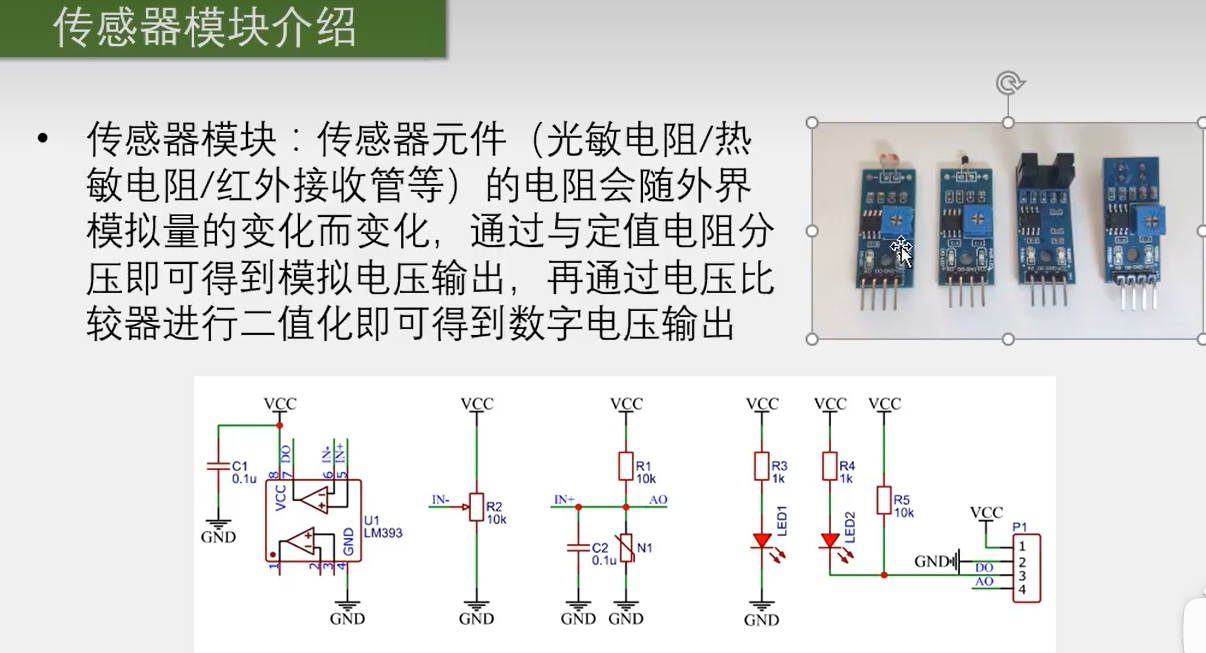 传感器模块介绍
• 传感器模块：传感器元件（光敏电阻/热
敏电阻/红外接收管等）的电阻会随外界
模拟量的变化而变化，通过与定值电阻分
压即可得到模拟电压输出，再通过电压比
较器进行二值化即可得到数字电压输出
VCC
C1
0.1u
GND
DO
IN-
IN+
8
7
6
5
VCC
GND
U1
LM393
1
2
3
4
GND
VCC
IN-
R2
10k
GND
VCC
R1
10k
IN+
AO
C2
0.1u
N1
GND
GND
VCC
R3
1k
LED1
GND
VCC
R4
1k
LED2
VCC
R5
10k
VCC
P1
GND
DO
AO
1
2
3
4